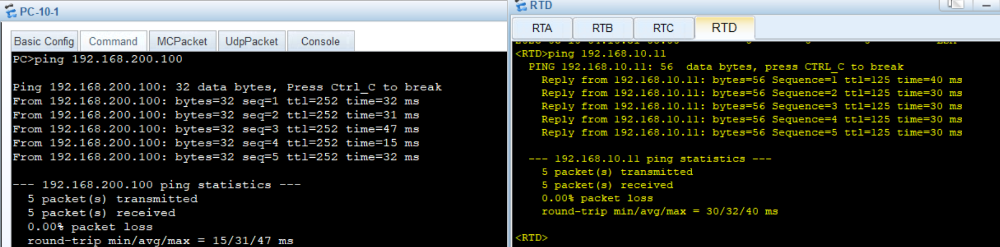 PC-10-1
Basic Config Command MCPacket UdpPacket Console
PC>ping 192.168.200.100
Ping 192.168.200.100: 32 data bytes, Press Ctrl_C to break
From 192.168.200.100: bytes=32 seq=1 ttl=252 time=32 ms
From 192.168.200.100: bytes=32 seq=2 ttl=252 time=31 ms
From 192.168.200.100: bytes=32 seq=3 ttl=252 time=47 ms
From 192.168.200.100: bytes=32 seq=4 ttl=252 time=15 ms
From 192.168.200.100: bytes=32 seq=5 ttl=252 time=32 ms
--- 192.168.200.100 ping statistics ---
5 packet(s) transmitted
5 packet(s) received
0.00% packet loss
round-trip min/avg/max = 15/31/47 ms
RTD
RTA RTB RTC RTD
<RTD>ping 192.168.10.11
PING 192.168.10.11: 56 data bytes, press CTRL_C to break
Reply from 192.168.10.11: bytes=56 Sequence=1 ttl=125 time=40 ms
Reply from 192.168.10.11: bytes=56 Sequence=2 ttl=125 time=30 ms
Reply from 192.168.10.11: bytes=56 Sequence=3 ttl=125 time=30 ms
Reply from 192.168.10.11: bytes=56 Sequence=4 ttl=125 time=30 ms
Reply from 192.168.10.11: bytes=56 Sequence=5 ttl=125 time=30 ms
--- 192.168.10.11 ping statistics ---
5 packet(s) transmitted
5 packet(s) received
0.00% packet loss
round-trip min/avg/max = 30/32/40 ms
<RTD>